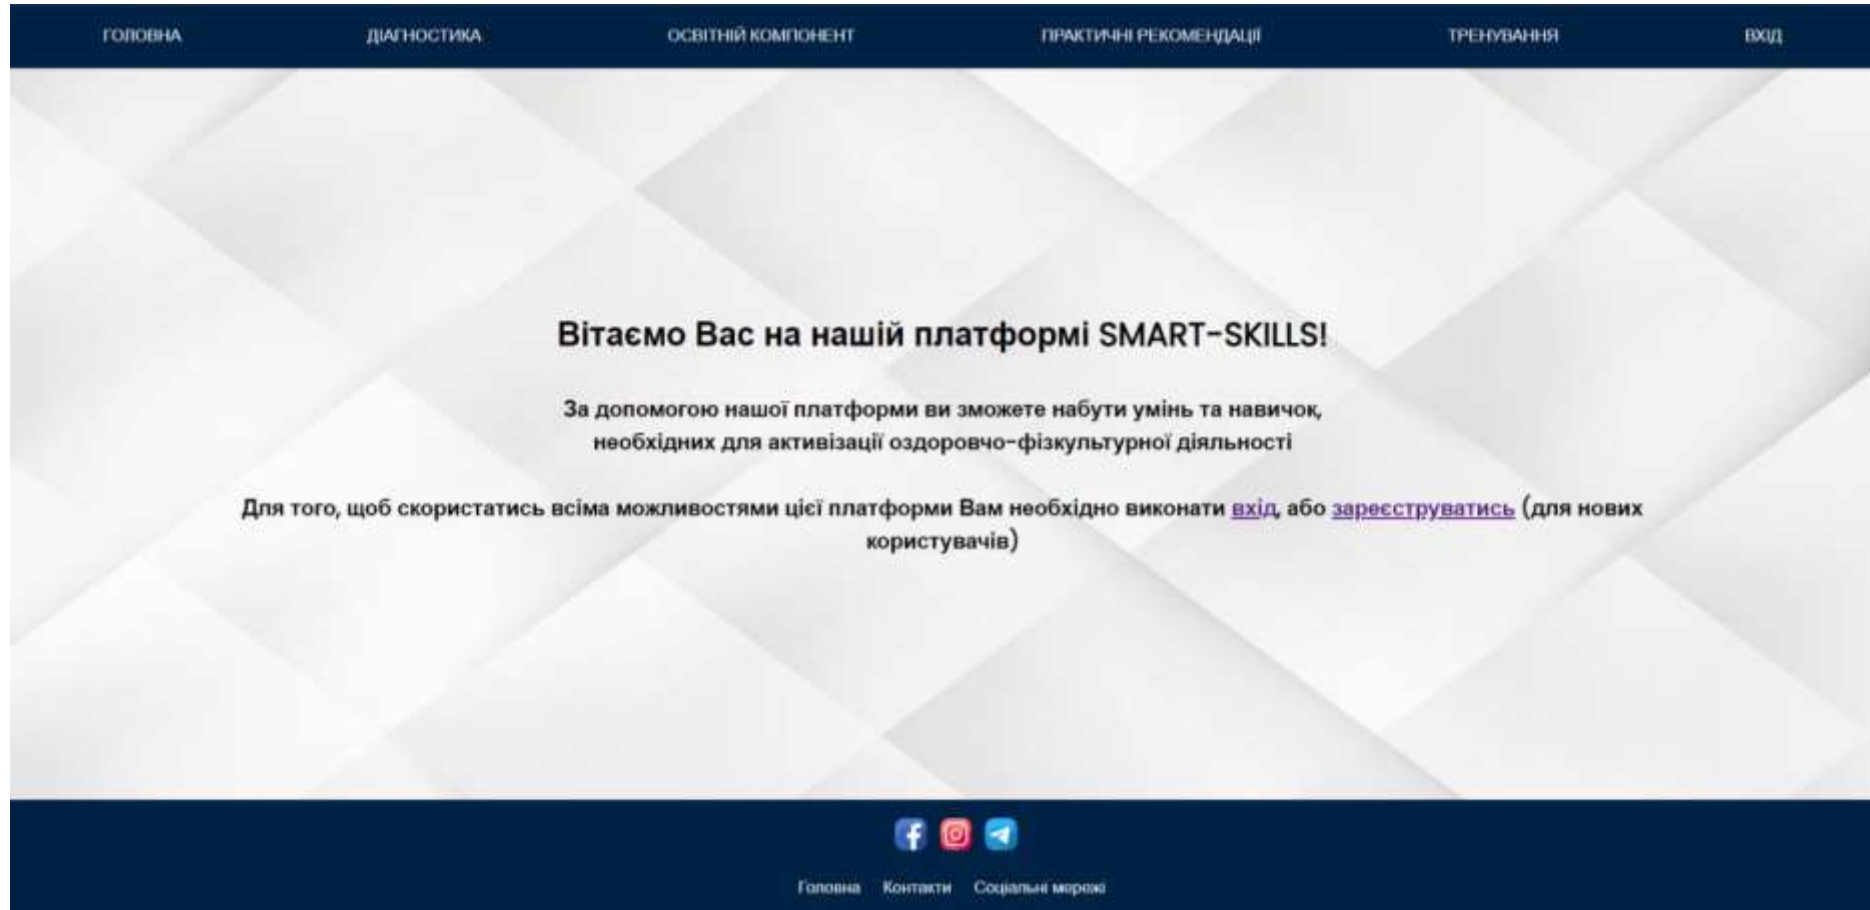 ГОЛОВНА ДІАГНОСТИКА ОСВІТНІЙ КОМПОНЕНТ ПРАКТИЧНІ РЕКОМЕНДАЦІЇ ТРЕНУВАННЯ ВХІД
Вітаємо Вас на нашій платформі SMART-SKILLS!
За допомогою нашої платформи ви зможете набути умінь та навичок,
необхідних для активізації оздоровчо-фізкультурної діяльності
Для того, щоб скористатись всіма можливостями цієї платформи Вам необхідно виконати вхід, або зареєструватись (для нових
користувачів)
Головна Контакти Соціальні мережі